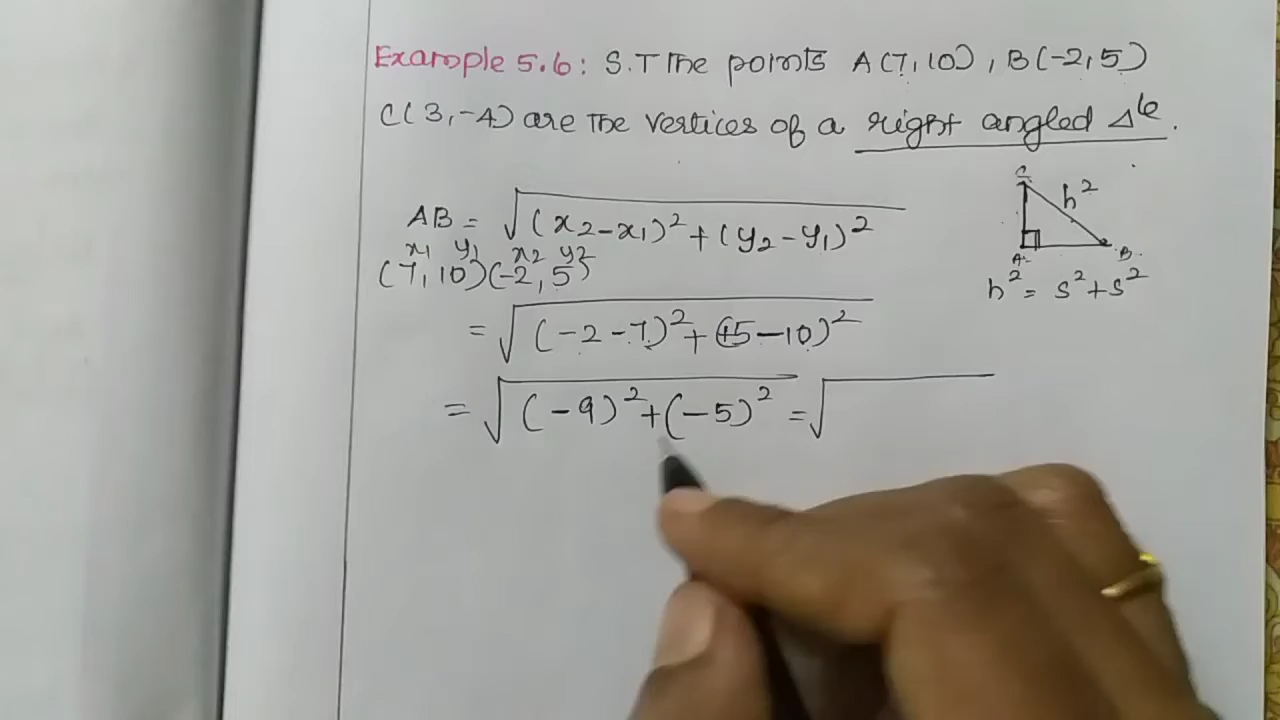 Example 5.6: S.T The points A(7,10), B(-2,5)
C(3,-4) are the vertices of a right angled Δle.
AB = √(x2-x1)²+(y2-y1)²
x1 y1 x2 y2
(7,10)(-2,5)
= √(-2-7)²+(+5-10)²
= √(-9)²+(-5)² = √
C
h²
A
B
h² = s²+s²